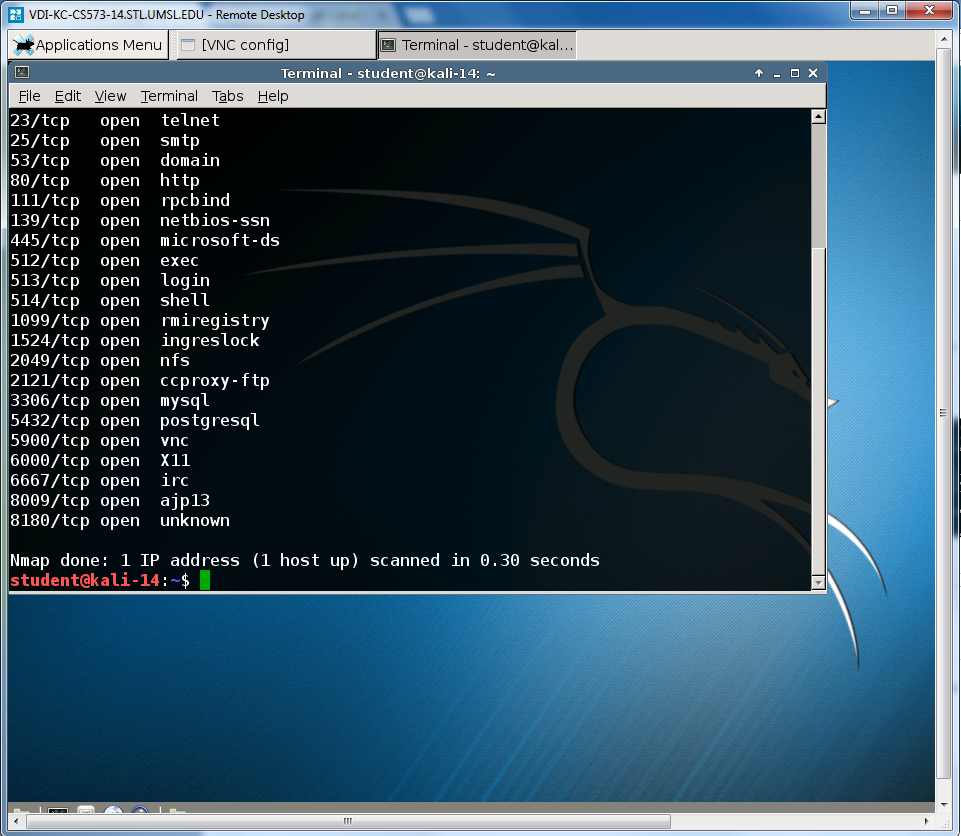 VDI-KC-CS573-14.STL.UMSL.EDU - Remote Desktop
Applications Menu
[VNC config]
Terminal - student@kal...
Terminal - student@kali-14: ~
File Edit View Terminal Tabs Help
23/tcp open telnet
25/tcp open smtp
53/tcp open domain
80/tcp open http
111/tcp open rpcbind
139/tcp open netbios-ssn
445/tcp open microsoft-ds
512/tcp open exec
513/tcp open login
514/tcp open shell
1099/tcp open rmiregistry
1524/tcp open ingreslock
2049/tcp open nfs
2121/tcp open ccproxy-ftp
3306/tcp open mysql
5432/tcp open postgresql
5900/tcp open vnc
6000/tcp open X11
6667/tcp open irc
8009/tcp open ajp13
8180/tcp open unknown
Nmap done: 1 IP address (1 host up) scanned in 0.30 seconds
student@kali-14:~$